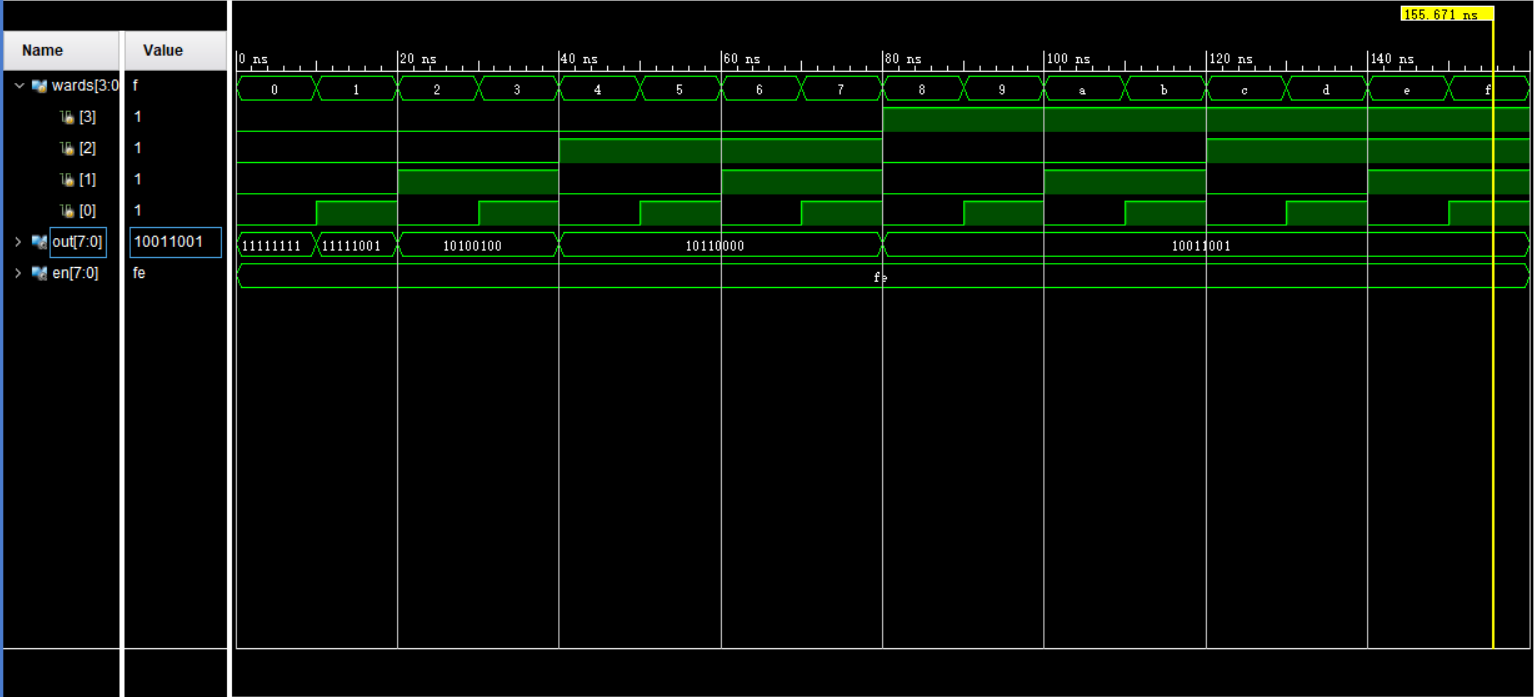 155.671 ns
Name Value
0 ns 20 ns 40 ns 60 ns 80 ns 100 ns 120 ns 140 ns
wards[3:0 f 0 1 2 3 4 5 6 7 8 9 a b c d e f
[3] 1
[2] 1
[1] 1
[0] 1
out[7:0] 10011001 11111111 11111001 10100100 10110000 10011001
en[7:0] fe fe